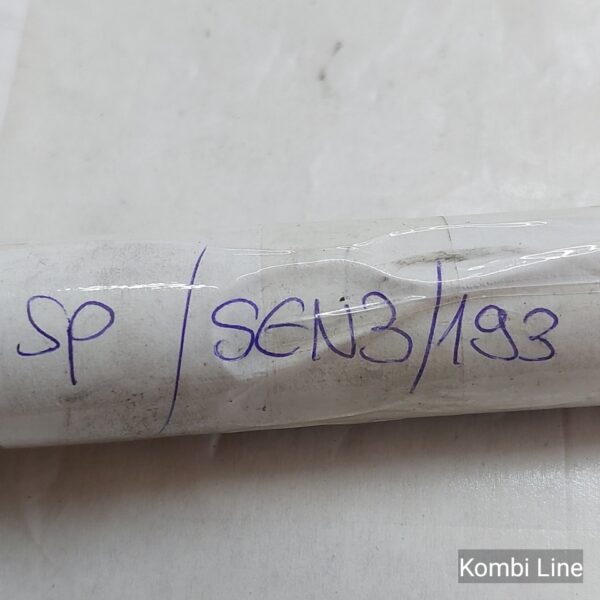 SP / SEN3/193
Kombi Line